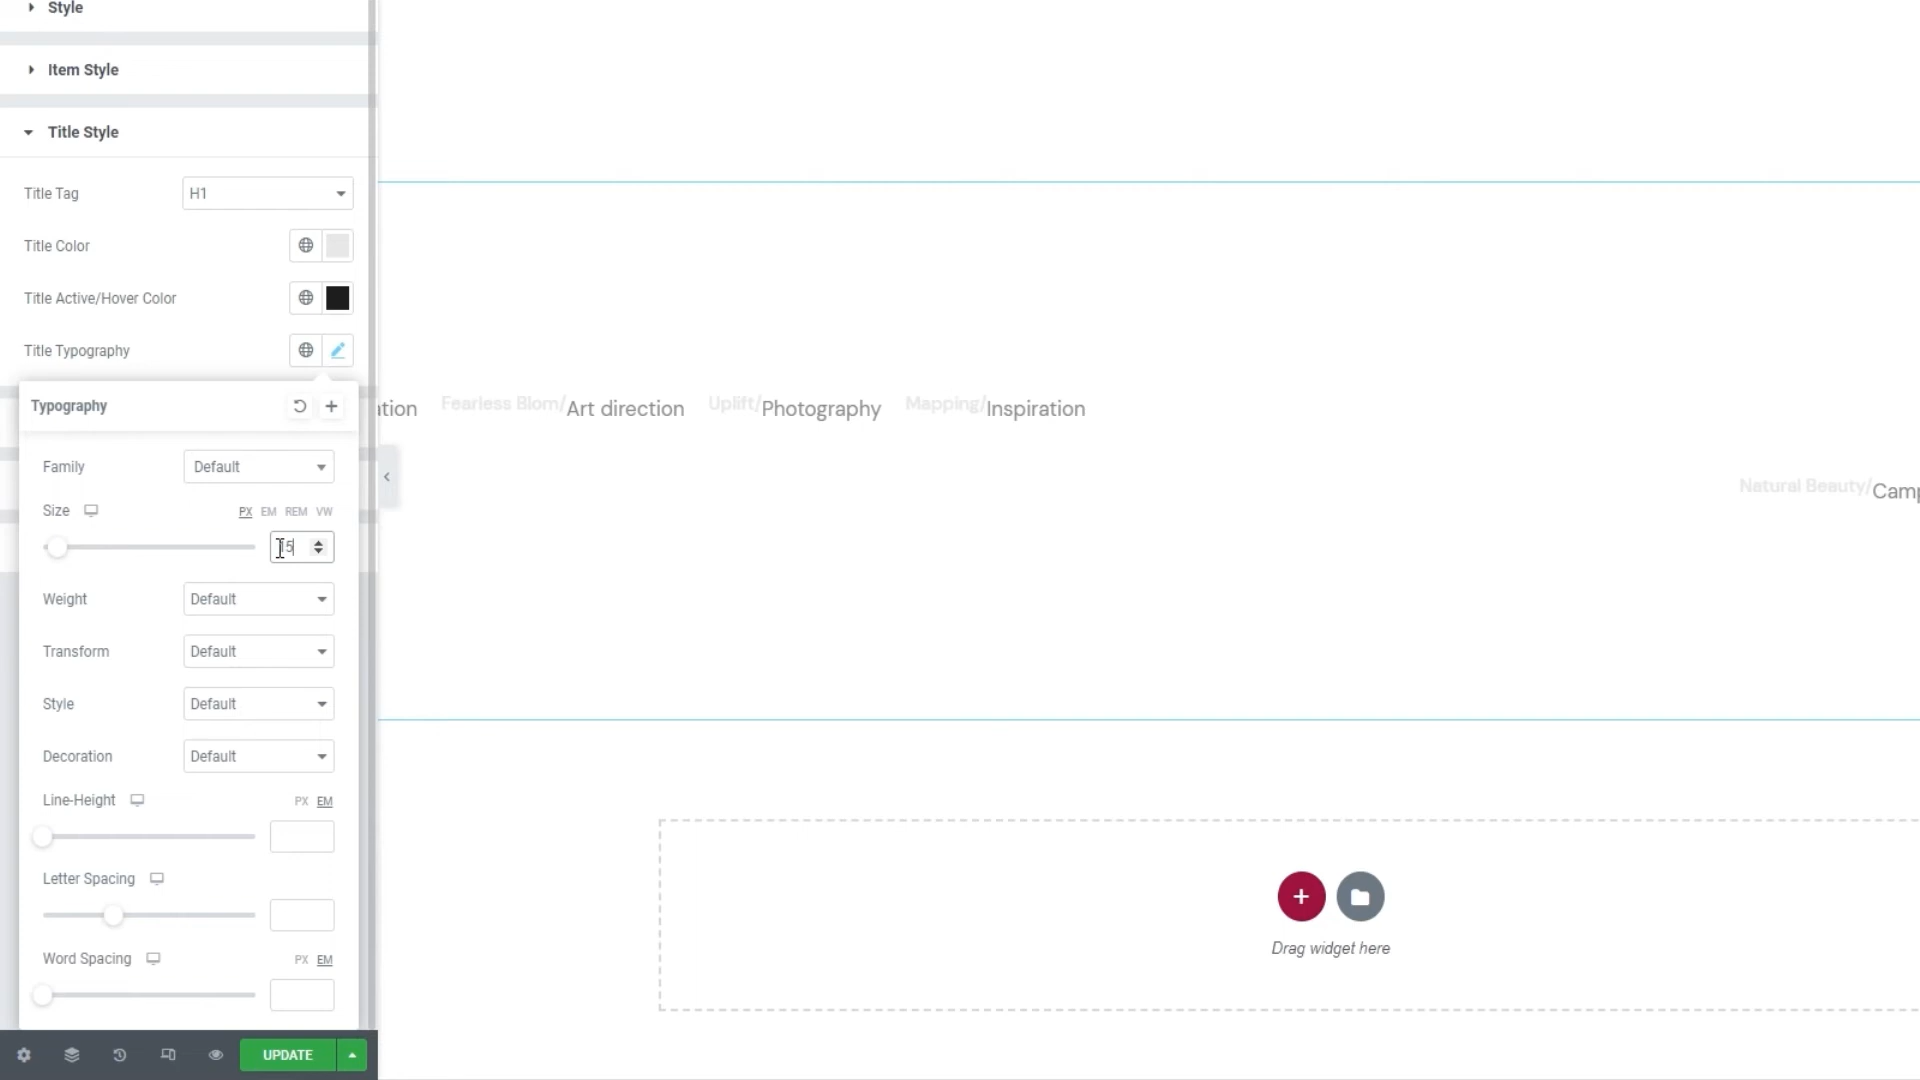 Style
Item Style
Title Style
Title Tag
H1
Title Color
Title Active/Hover Color
Title Typography
Typography
Family
Default
Size
PX EM REM VW
Weight
Default
Transform
Default
Style
Default
Decoration
Default
Line-Height
PX EM
Letter Spacing
Word Spacing
PX EM
UPDATE
Fearless Blom/Art direction Uplift/Photography Mapping/Inspiration
Natural Beauty/
Drag widget here